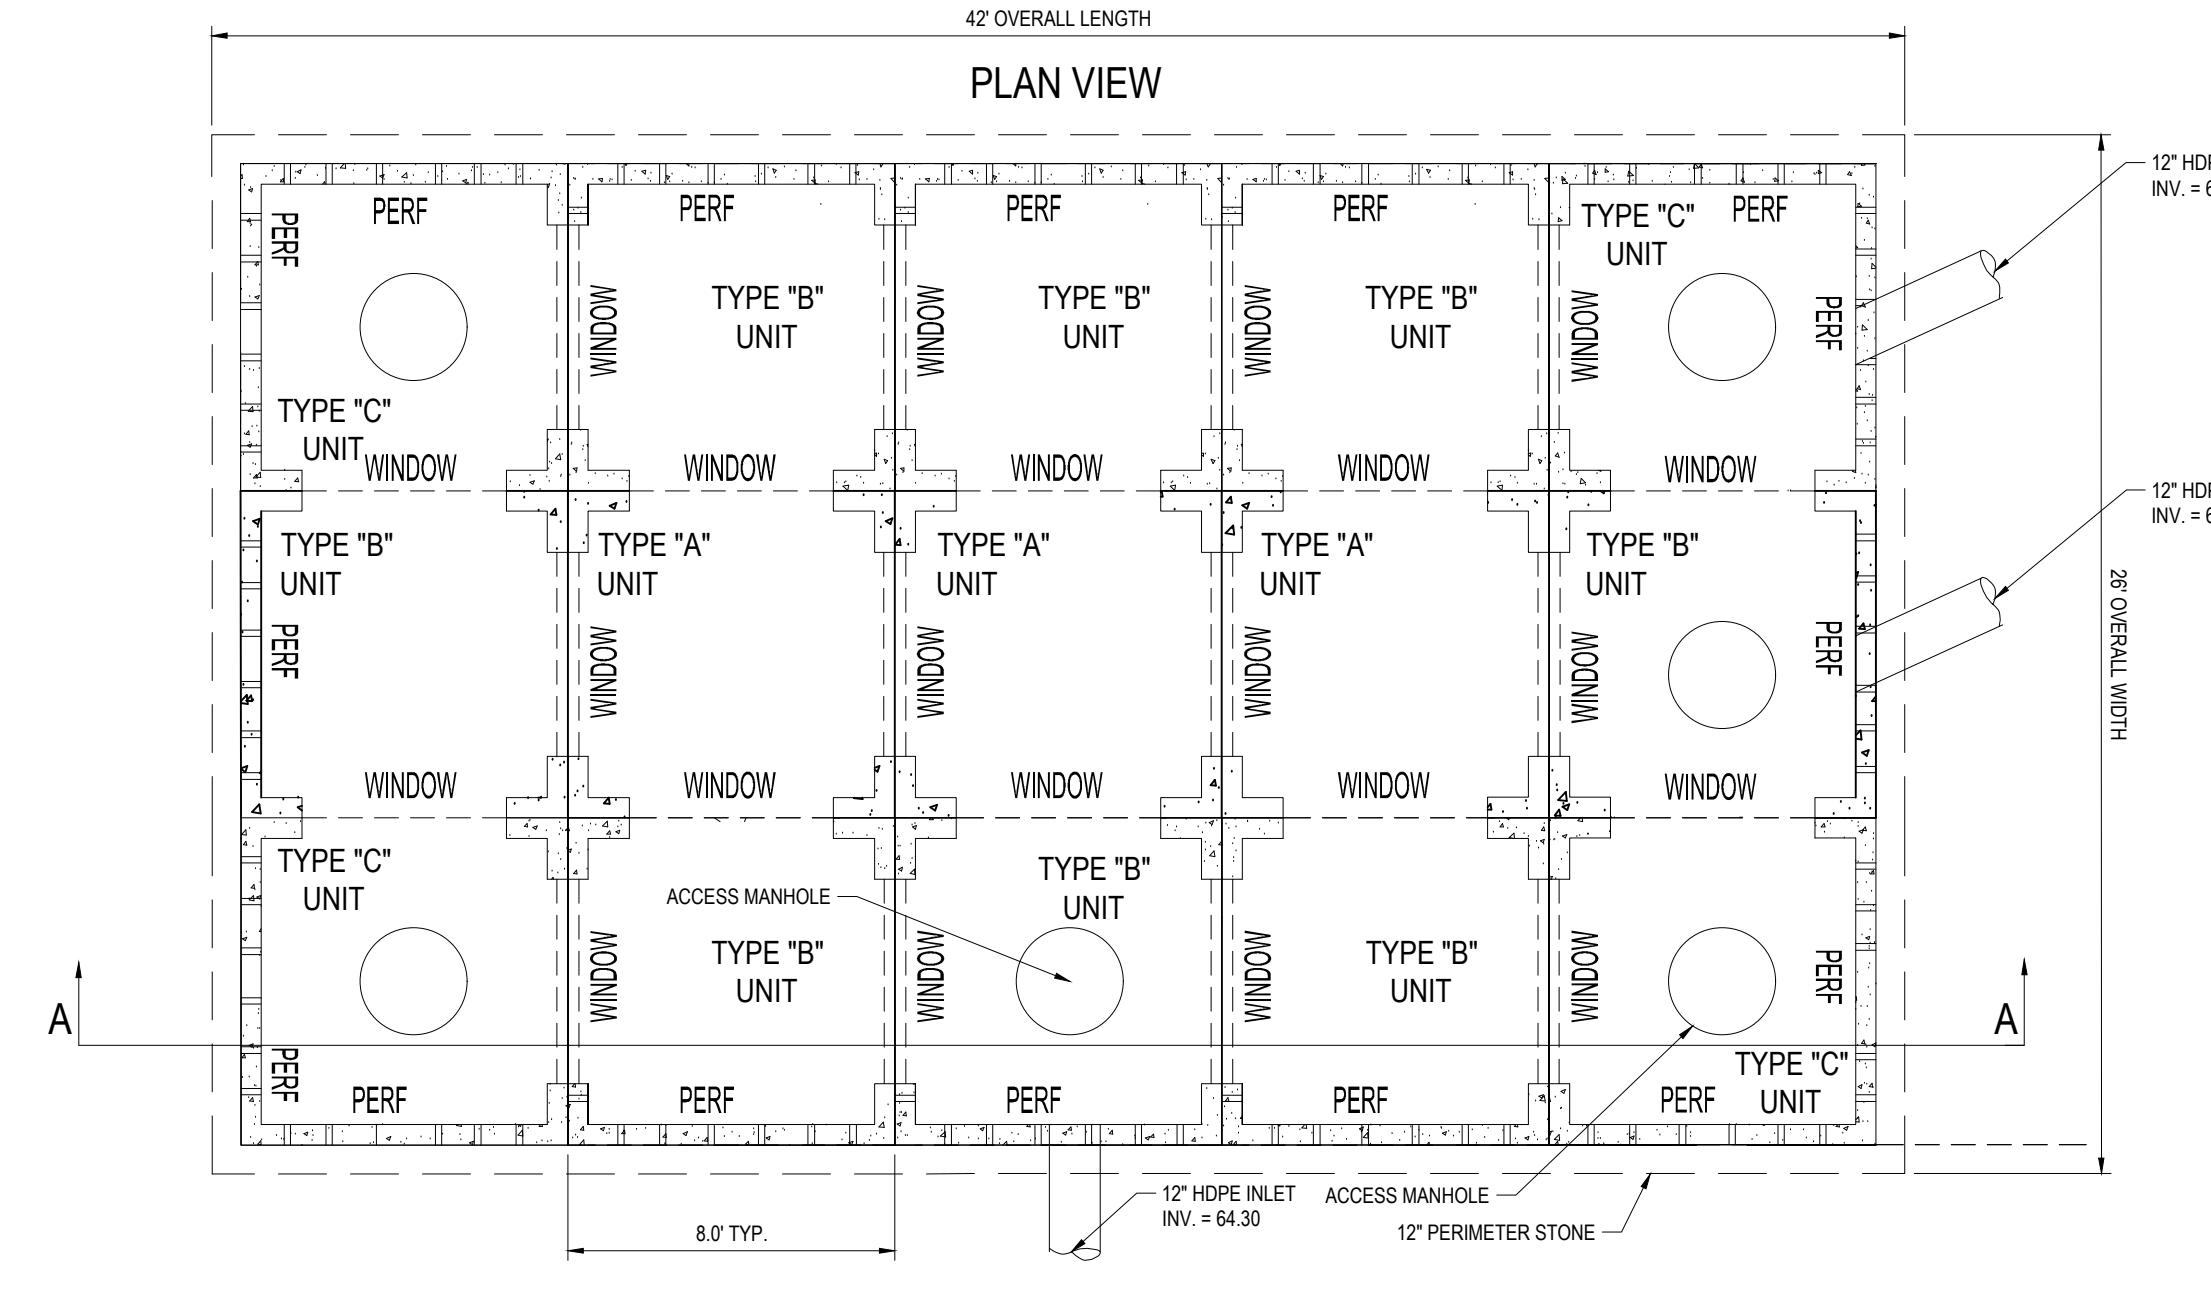 42' OVERALL LENGTH
PLAN VIEW
12" HD
INV. = 6
PERF
PERF
PERF
PERF
TYPE "C"
UNIT
PERF
PERF
TYPE "B"
UNIT
TYPE "B"
UNIT
TYPE "B"
UNIT
WINDOW
WINDOW
WINDOW
WINDOW
PERF
TYPE "C"
UNIT
WINDOW
WINDOW
WINDOW
WINDOW
WINDOW
12" HD
INV. = 6
TYPE "B"
UNIT
TYPE "A"
UNIT
TYPE "A"
UNIT
TYPE "A"
UNIT
TYPE "B"
UNIT
26' OVERALL WIDTH
PERF
WINDOW
WINDOW
WINDOW
WINDOW
PERF
WINDOW
WINDOW
WINDOW
WINDOW
WINDOW
TYPE "C"
UNIT
TYPE "B"
UNIT
ACCESS MANHOLE
TYPE "B"
UNIT
TYPE "B"
UNIT
WINDOW
WINDOW
WINDOW
WINDOW
PERF
A
A
PERF
TYPE "C"
UNIT
PERF
PERF
PERF
PERF
PERF
12" HDPE INLET
INV. = 64.30
ACCESS MANHOLE
12" PERIMETER STONE
8.0' TYP.